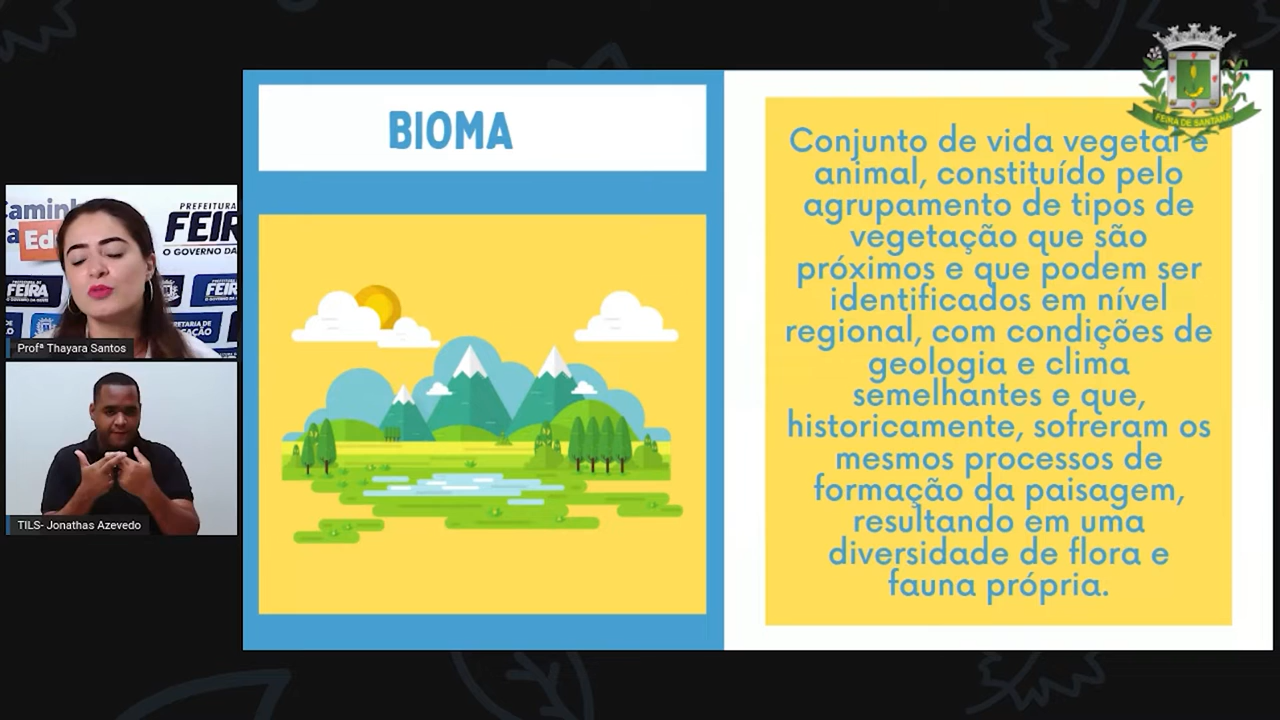 BIOMA
Conjunto de vida vegetal e
animal, constituído pelo
agrupamento de tipos de
vegetação que são
próximos e que podem ser
identificados em nível
regional, com condições de
geologia e clima
semelhantes e que,
historicamente, sofreram os
mesmos processos de
formação da paisagem,
resultando em uma
diversidade de flora e
fauna própria.
FEIRA DE SANTANA
PREFEITURA
FEIR
O GOVERNO DA
FEIRA
Profª Thayara Santos
TILS- Jonathas Azevedo